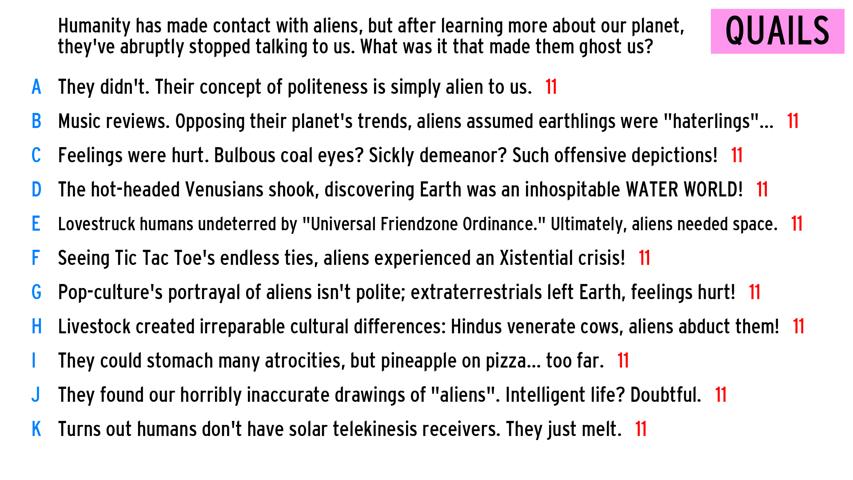 Humanity has made contact with aliens, but after learning more about our planet,
they've abruptly stopped talking to us. What was it that made them ghost us?
QUAILS
A They didn't. Their concept of politeness is simply alien to us. 11
B Music reviews. Opposing their planet's trends, aliens assumed earthlings were "haterlings"... 11
C Feelings were hurt. Bulbous coal eyes? Sickly demeanor? Such offensive depictions! 11
D The hot-headed Venusians shook, discovering Earth was an inhospitable WATER WORLD! 11
E Lovestruck humans undeterred by "Universal Friendzone Ordinance." Ultimately, aliens needed space. 11
F Seeing Tic Tac Toe's endless ties, aliens experienced an Xistential crisis! 11
G Pop-culture's portrayal of aliens isn't polite; extraterrestrials left Earth, feelings hurt! 11
H Livestock created irreparable cultural differences: Hindus venerate cows, aliens abduct them! 11
I They could stomach many atrocities, but pineapple on pizza... too far. 11
J They found our horribly inaccurate drawings of "aliens". Intelligent life? Doubtful. 11
K Turns out humans don't have solar telekinesis receivers. They just melt. 11